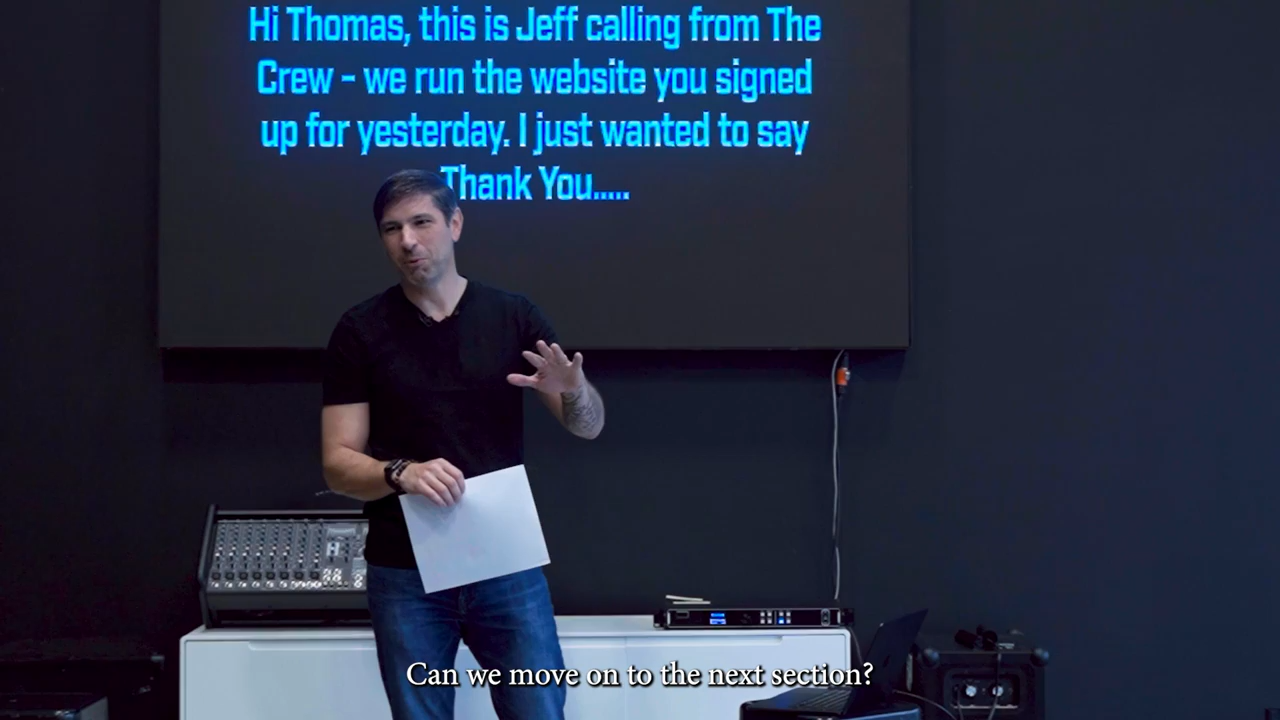 Hi Thomas, this is Jeff calling from The
Crew - we run the website you signed
up for yesterday. I just wanted to say
Thank You.....
Can we move on to the next section?